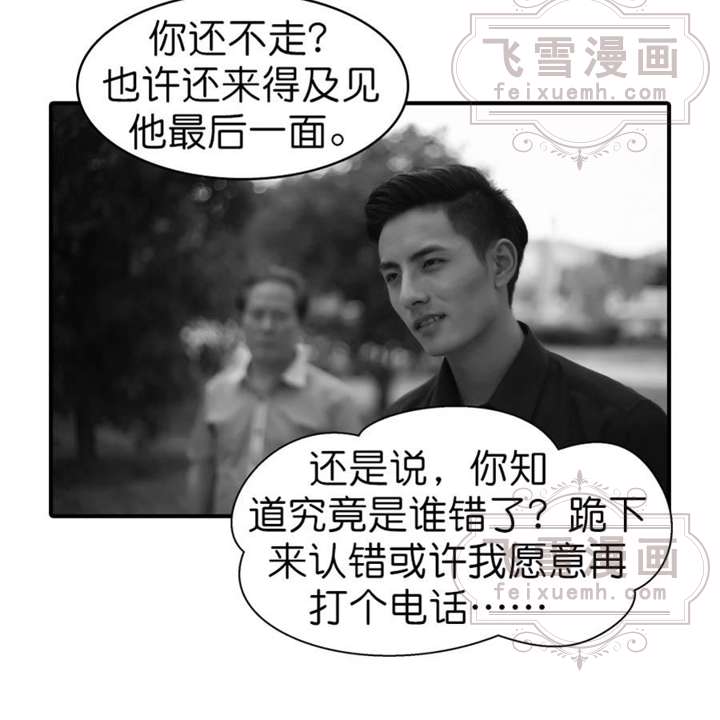 你还不走？
也许还来得及见
他最后一面。
飞雪漫画
feixuemh.com
还是说，你知
道究竟是谁错了？跪下
来认错或许我愿意再
打个电话……
飞雪漫画
feixuemh.com